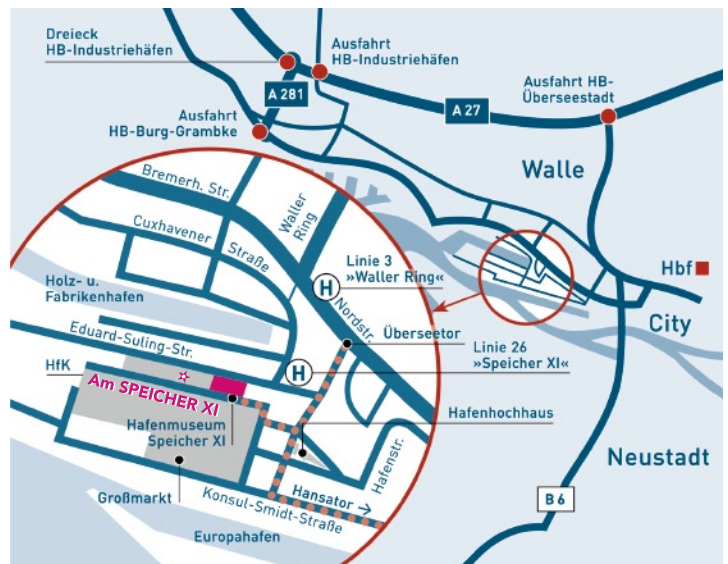 Dreieck
HB-Industriehäfen
Ausfahrt
HB-Industriehäfen
Ausfahrt HB-
Überseestadt
A 281
A 27
Ausfahrt
HB-Burg-Grambke
Walle
Bremerh. Str.
Waller
Ring
Cuxhavener
Straße
Linie 3
»Waller Ring«
Hbf
Holz- u.
Fabrikenhafen
H
Nordstr.
Überseetor
City
Eduard-Suling-Str.
Linie 26
»Speicher XI«
HfK
H
Am SPEICHER XI
Hafenmuseum
Speicher XI
Hafenhochhaus
Neustadt
Hafenstr.
Großmarkt
Hansator →
B 6
Konsul-Smidt-Straße
Europahafen